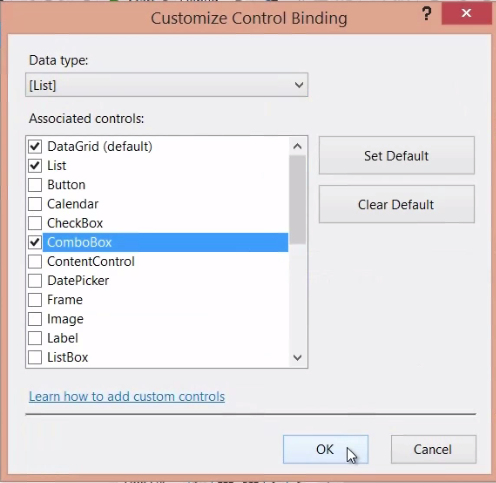 Customize Control Binding
?
Data type:
[List]
Associated controls:
DataGrid (default)
List
Button
Calendar
CheckBox
ComboBox
ContentControl
DatePicker
Frame
Image
Label
ListBox
Set Default
Clear Default
Learn how to add custom controls
OK
Cancel